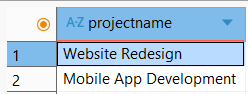 A-Z projectname
1 Website Redesign
2 Mobile App Development